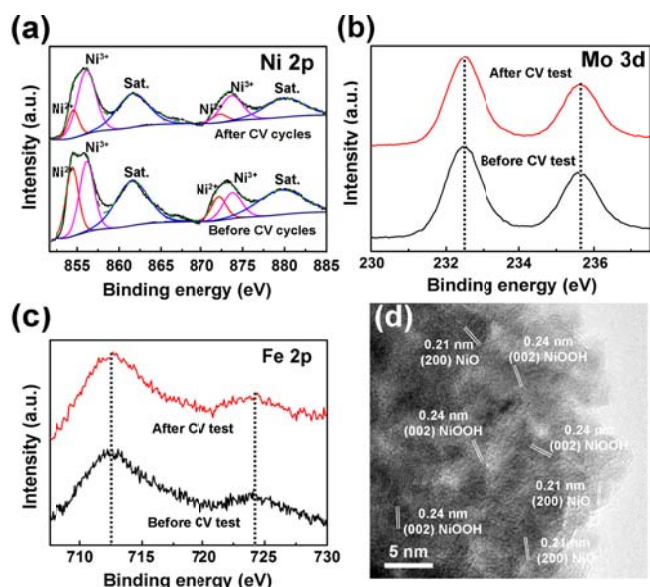 (a)
Ni 2p
Ni²⁺
Ni³⁺
Sat.
Ni²⁺
Ni³⁺
Sat.
After CV cycles
Ni²⁺
Ni³⁺
Sat.
Ni²⁺
Ni³⁺
Sat.
Before CV cycles
Intensity (a.u.)
855 860 865 870 875 880 885
Binding energy (eV)
(b)
Mo 3d
After CV test
Before CV test
Intensity (a.u.)
230 232 234 236
Binding energy (eV)
(c)
Fe 2p
After CV test
Before CV test
Intensity (a.u.)
710 715 720 725 730
Binding energy (eV)
(d)
0.21 nm
(200) NiO
0.24 nm
(002) NiOOH
0.24 nm
(002) NiOOH
0.24 nm
(002) NiOOH
0.21 nm
(200) NiO
0.24 nm
(002) NiOOH
0.21 nm
(200) NiO
5 nm